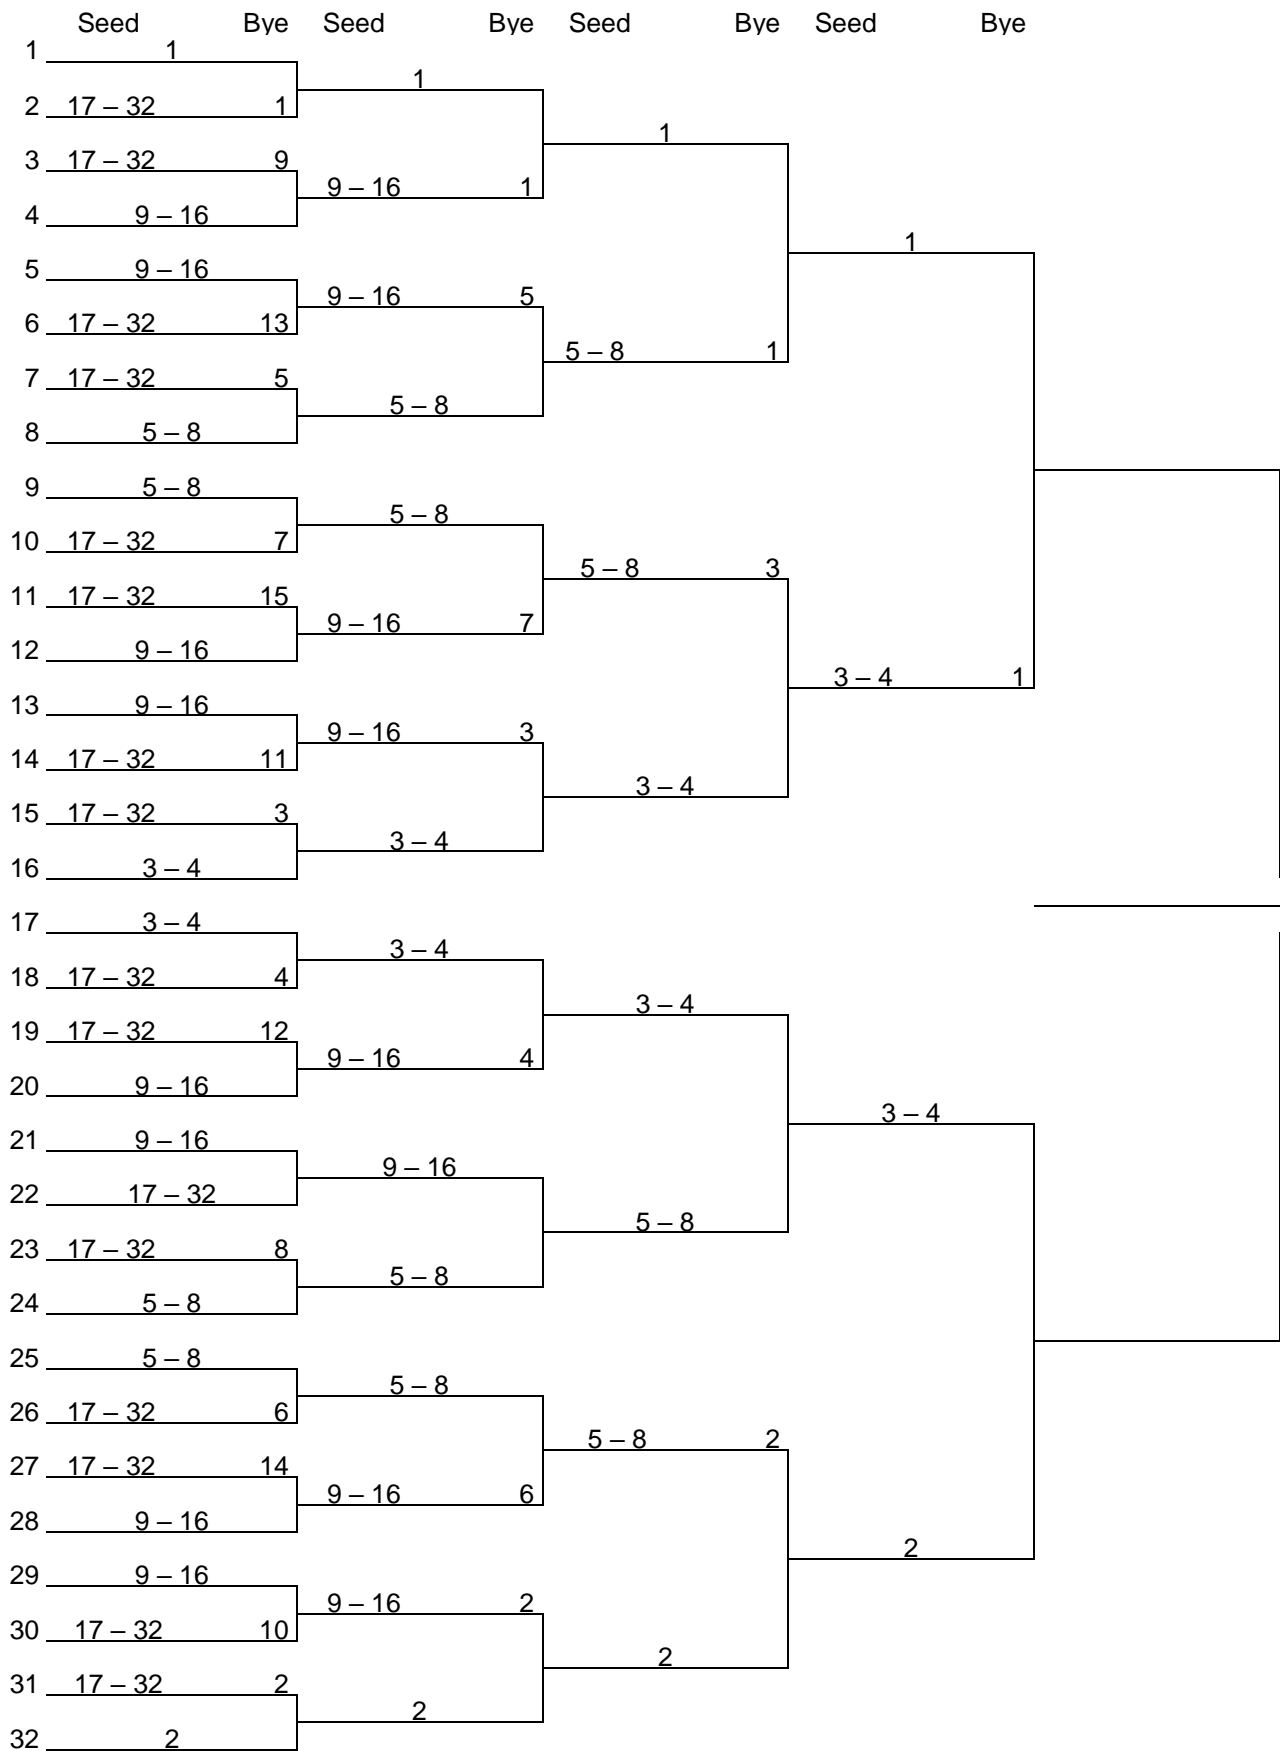 Seed Bye Seed Bye Seed Bye Seed Bye
1 1
1
2 17 – 32 1
1
3 17 – 32 9
9 – 16 1
4 9 – 16
1
5 9 – 16
9 – 16 5
6 17 – 32 13
5 – 8 1
7 17 – 32 5
5 – 8
8 5 – 8
9 5 – 8
5 – 8
10 17 – 32 7
5 – 8 3
11 17 – 32 15
9 – 16 7
12 9 – 16
3 – 4 1
13 9 – 16
9 – 16 3
14 17 – 32 11
3 – 4
15 17 – 32 3
3 – 4
16 3 – 4
17 3 – 4
3 – 4
18 17 – 32 4
3 – 4
19 17 – 32 12
9 – 16 4
20 9 – 16
3 – 4
21 9 – 16
9 – 16
22 17 – 32
5 – 8
23 17 – 32 8
5 – 8
24 5 – 8
25 5 – 8
5 – 8
26 17 – 32 6
5 – 8 2
27 17 – 32 14
9 – 16 6
28 9 – 16
2
29 9 – 16
9 – 16 2
30 17 – 32 10
2
31 17 – 32 2
2
32 2